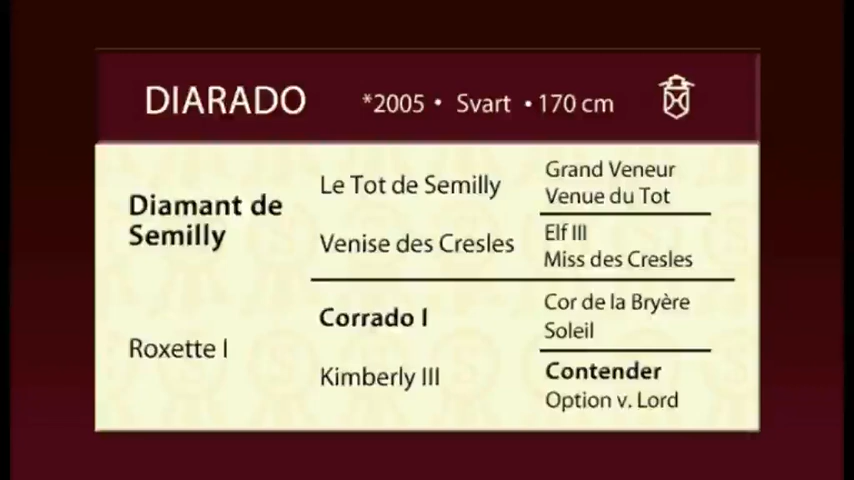 DIARADO *2005 • Svart • 170 cm
Diamant de
Semilly
Le Tot de Semilly
Grand Veneur
Venue du Tot
Venise des Cresles
Elf III
Miss des Cresles
Roxette I
Corrado I
Cor de la Bryère
Soleil
Kimberly III
Contender
Option v. Lord